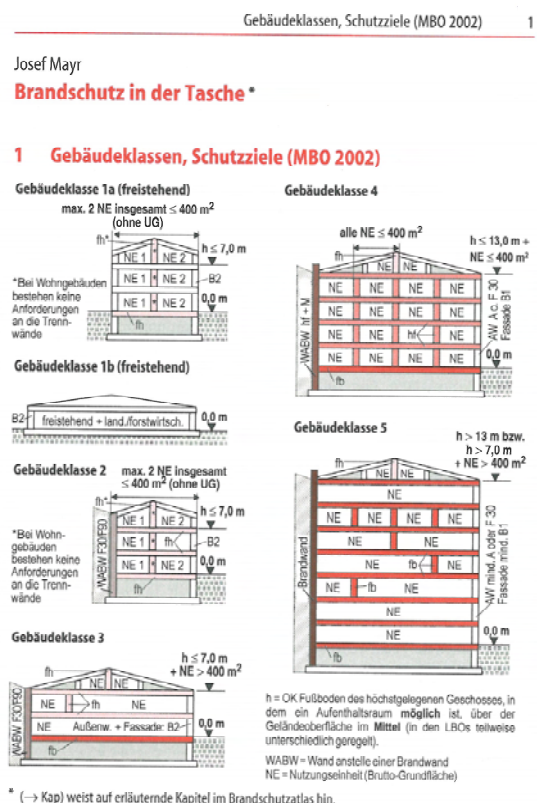 Gebäudeklassen, Schutzziele (MBO 2002) 1
Josef Mayr
Brandschutz in der Tasche *
1 Gebäudeklassen, Schutzziele (MBO 2002)
Gebäudeklasse 1a (freistehend)
max. 2 NE insgesamt ≤ 400 m²
(ohne UG)
fh*
h ≤ 7,0 m
NE 1 * NE 2
NE 1 * NE 2
B2
NE 1 * NE 2
0,0 m
fh
*Bei Wohngebäuden
bestehen keine
Anforderungen
an die Trenn-
wände
Gebäudeklasse 1b (freistehend)
B2
freistehend + land./forstwirtsch.
0,0 m
Gebäudeklasse 2
max. 2 NE insgesamt
≤ 400 m² (ohne UG)
fh*
h ≤ 7,0 m
NE 1 NE 2
NE 1 * fh
B2
NE 1 * NE 2
0,0 m
fh
WABW F30/F90
*Bei Wohn-
gebäuden
bestehen keine
Anforderungen
an die Trenn-
wände
Gebäudeklasse 3
h ≤ 7,0 m
+ NE > 400 m²
fh
NE NE
NE fh NE
NE Außenw. + Fassade: B2
0,0 m
fb
WABW F30/F90
Gebäudeklasse 4
alle NE ≤ 400 m²
h ≤ 13,0 m +
NE ≤ 400 m²
fh
NE NE
NE NE NE NE
NE NE NE NE
NE NE hf NE
NE NE NE NE
0,0 m
fb
WABW hf + M
AW A o. F 30
Fassade B1
Gebäudeklasse 5
h > 13 m bzw.
h > 7,0 m
+ NE > 400 m²
fh
NE NE
NE
NE NE NE NE
NE NE
NE fb NE
NE fb NE
NE
NE
0,0 m
fb
Brandwand
AW mind. A oder F 30
Fassade mind. B1
h = OK Fußboden des höchstgelegenen Geschosses, in
dem ein Aufenthaltsraum möglich ist, über der
Geländeoberfläche im Mittel (in den LBOs teilweise
unterschiedlich geregelt).
WABW = Wand anstelle einer Brandwand
NE = Nutzungseinheit (Brutto-Grundfläche)
* (→ Kap) weist auf erläuternde Kapitel im Brandschutzatlas hin.